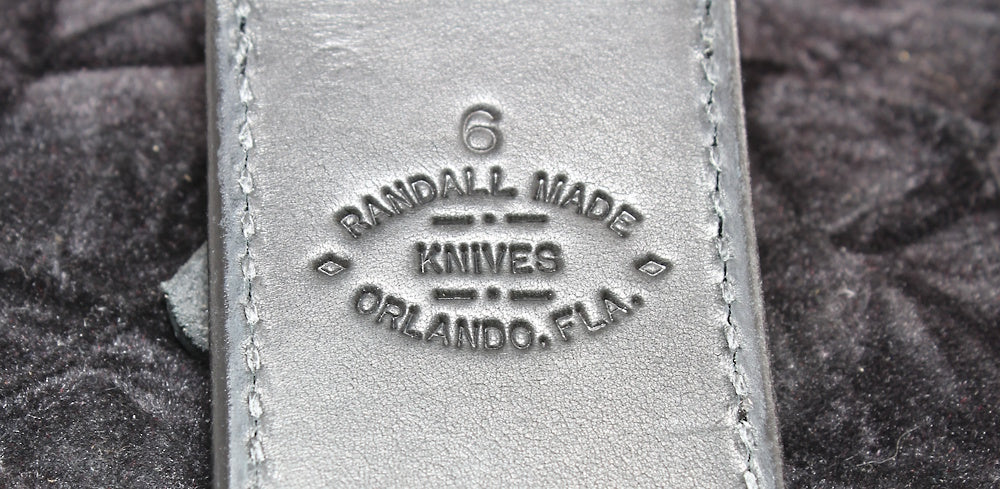 6
RANDALL MADE
KNIVES
ORLANDO, FLA.